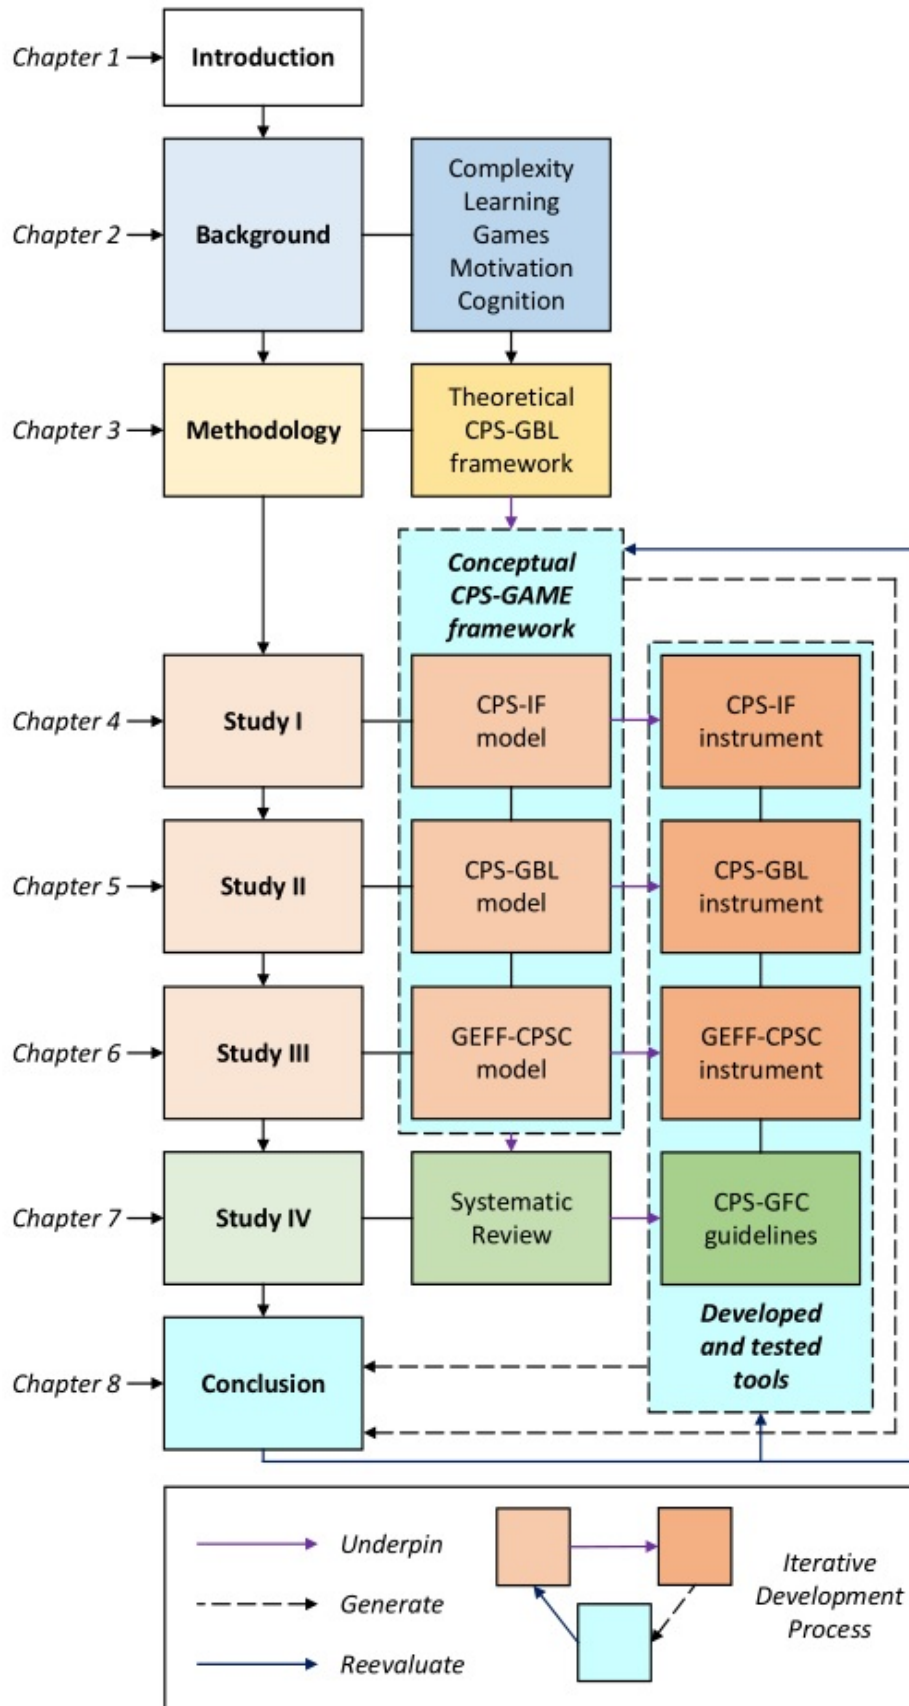 Chapter 1
Introduction
Chapter 2
Background
Complexity
Learning
Games
Motivation
Cognition
Chapter 3
Methodology
Theoretical
CPS-GBL
framework
Conceptual
CPS-GAME
framework
Chapter 4
Study I
CPS-IF
model
CPS-IF
instrument
Chapter 5
Study II
CPS-GBL
model
CPS-GBL
instrument
Chapter 6
Study III
GEFF-CPSC
model
GEFF-CPSC
instrument
Chapter 7
Study IV
Systematic
Review
CPS-GFC
guidelines
Developed
and tested
tools
Chapter 8
Conclusion
Underpin
Generate
Reevaluate
Iterative
Development
Process